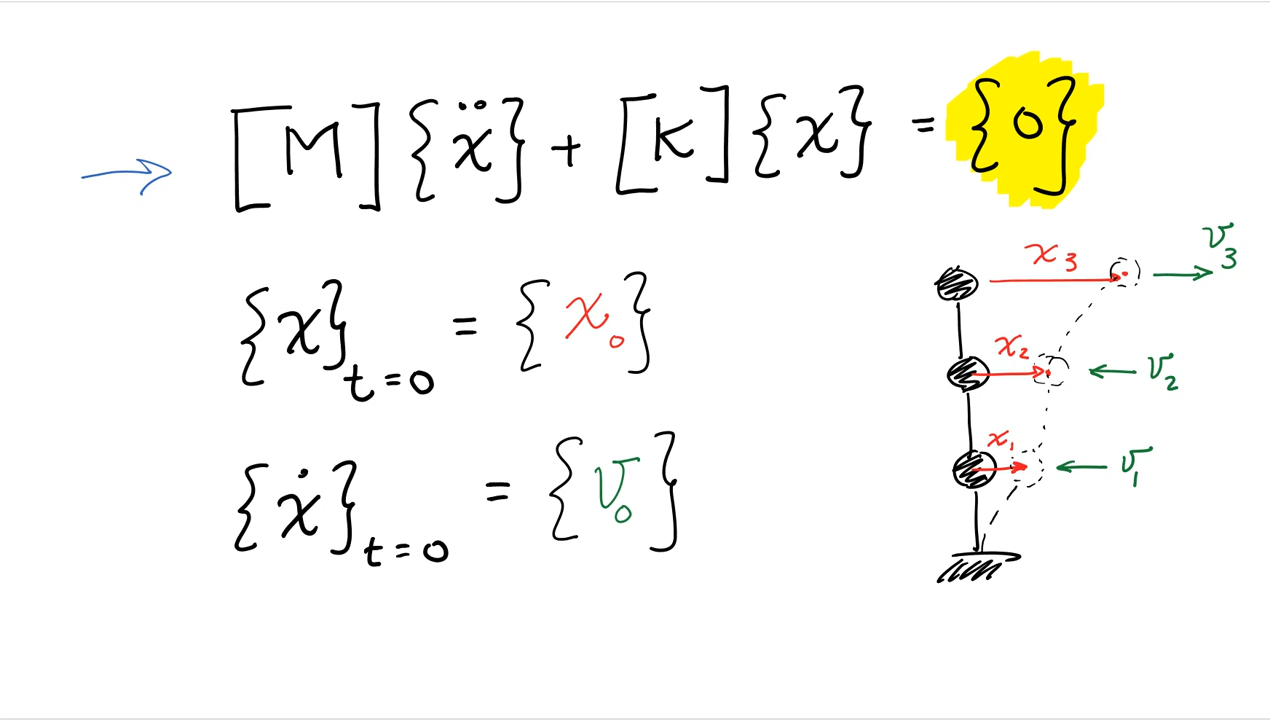 [M]{ẍ} + [K]{x} = {0}
{x}t=0 = {x₀}
{ẋ}t=0 = {v₀}
x₃ v₃
x₂ v₂
x₁ v₁